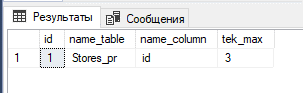 Результаты Сообщения
id name_table name_column tek_max
1 1 Stores_pr id 3